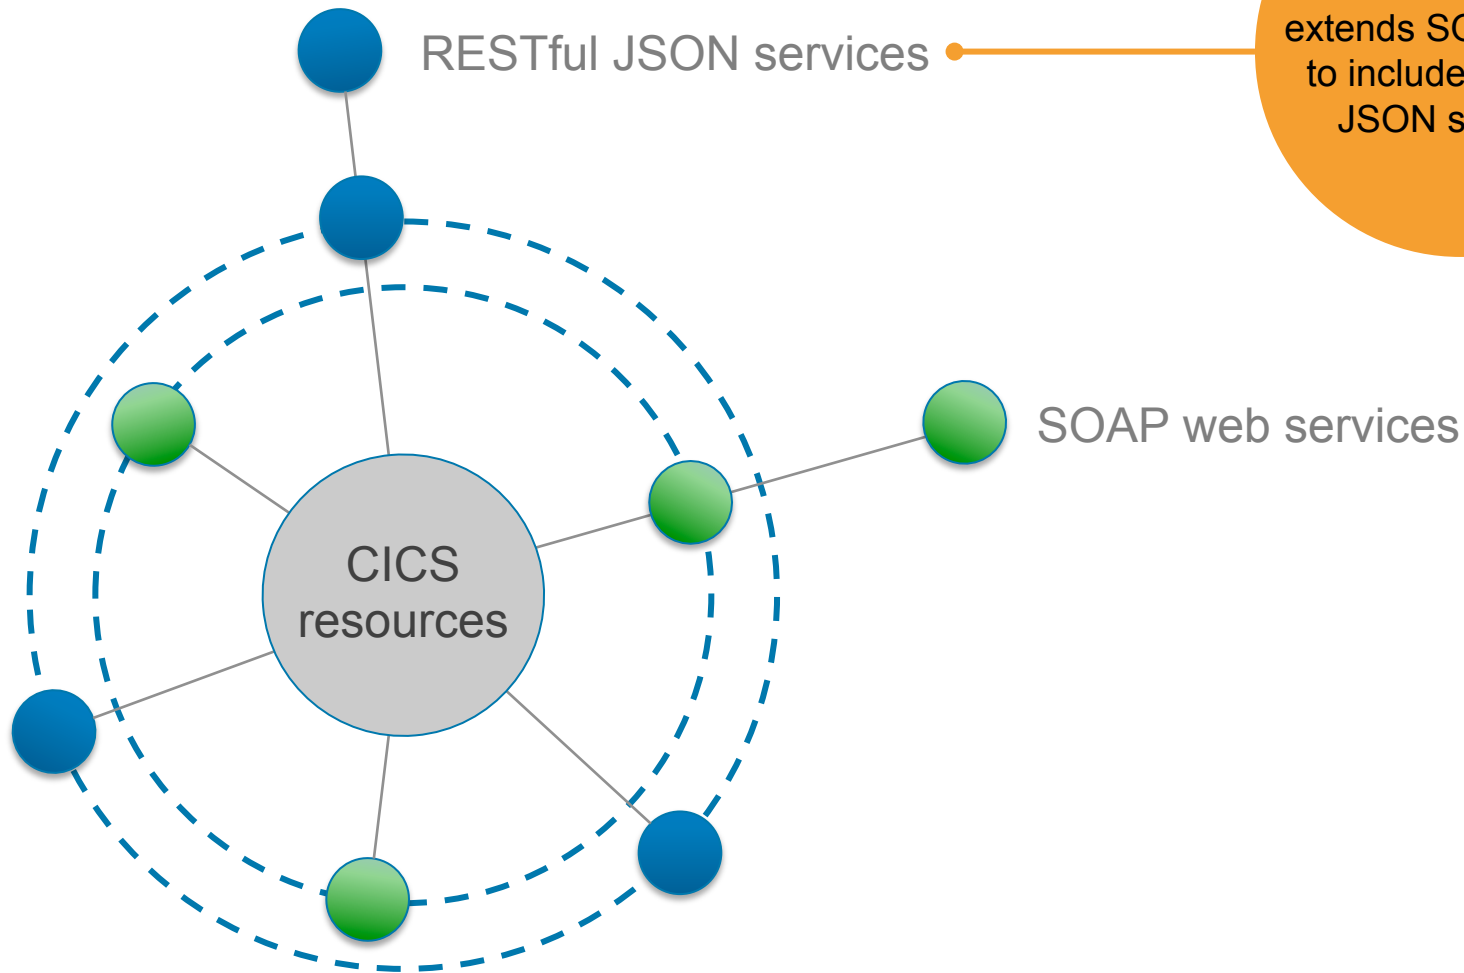 extends
to include
JSON
RESTful JSON services
SOAP web services
CICS
resources